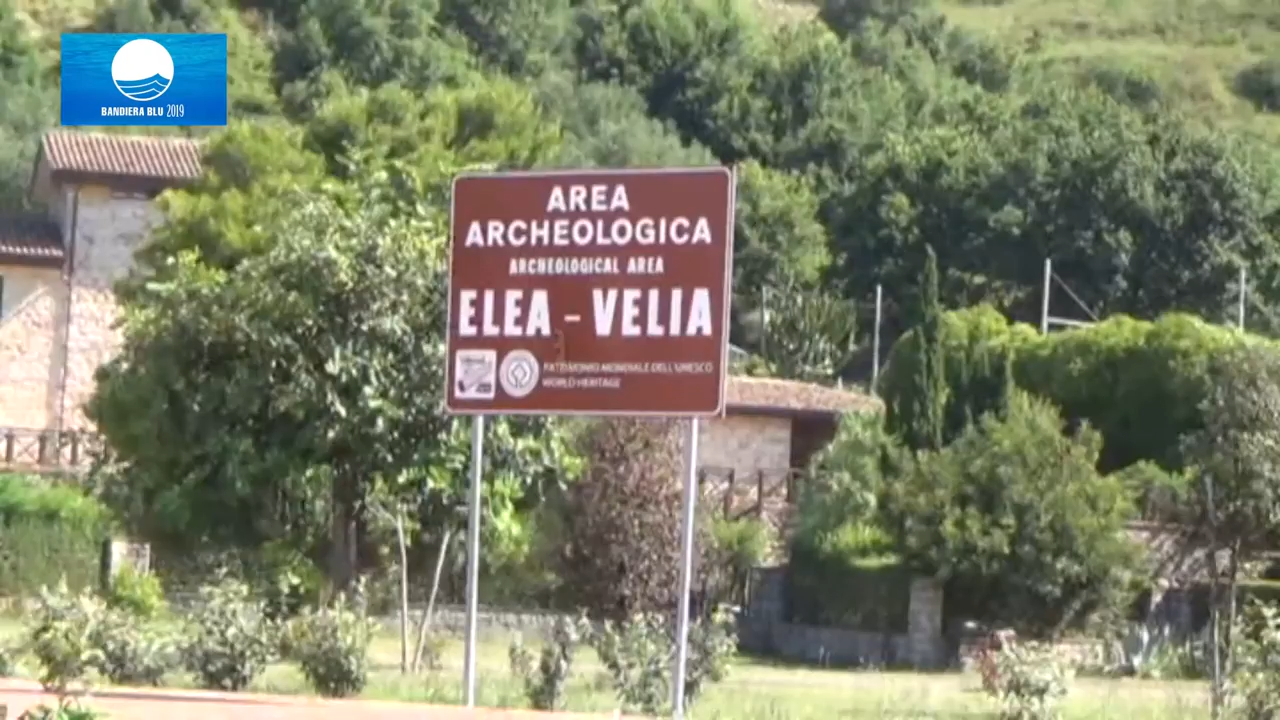 BANDIERA BLU 2019
AREA
ARCHEOLOGICA
ARCHEOLOGICAL AREA
ELEA - VELIA
PATRIMONIO MONDIALE DELL'UNESCO
WORLD HERITAGE